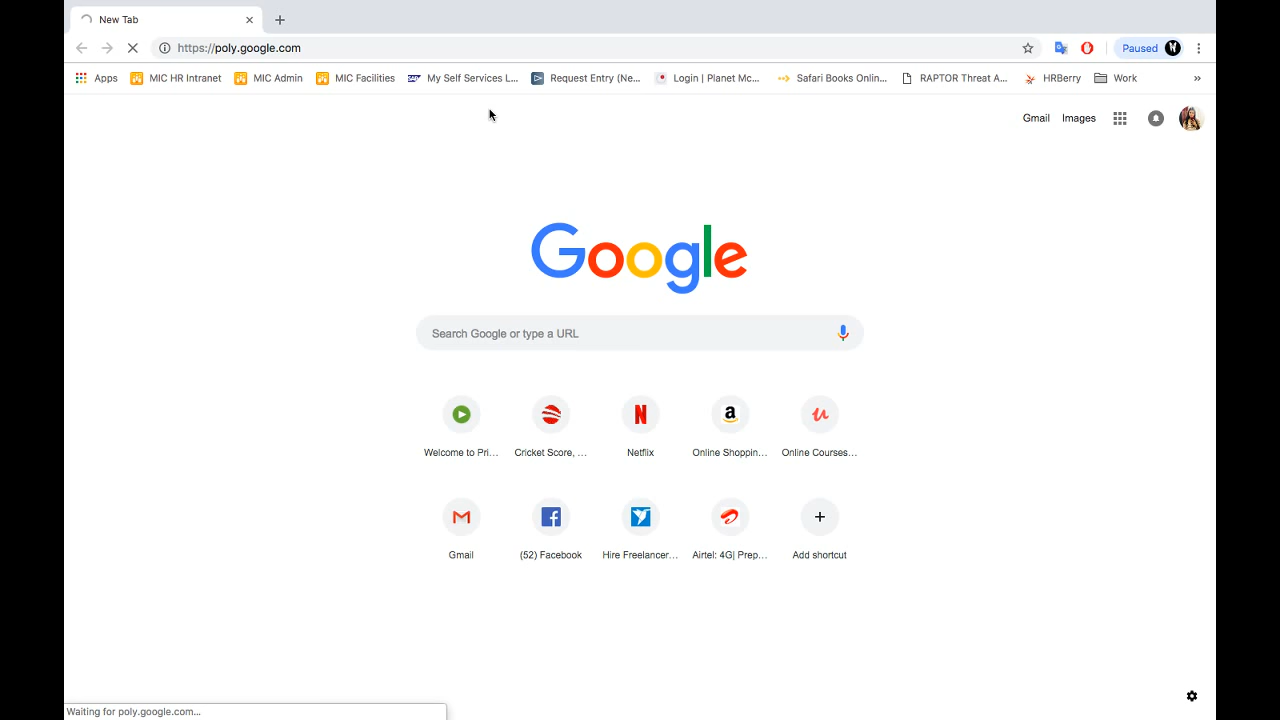 New Tab
https://poly.google.com
Paused
Apps MIC HR Intranet MIC Admin MIC Facilities My Self Services L... Request Entry (Ne... Login | Planet Mc... Safari Books Online... RAPTOR Threat A... HRBerry Work »
Gmail Images
Google
Search Google or type a URL
Welcome to Pri... Cricket Score, ... Netflix Online Shoppin... Online Courses...
Gmail (52) Facebook Hire Freelancer... Airtel: 4G| Prep... Add shortcut
Waiting for poly.google.com...